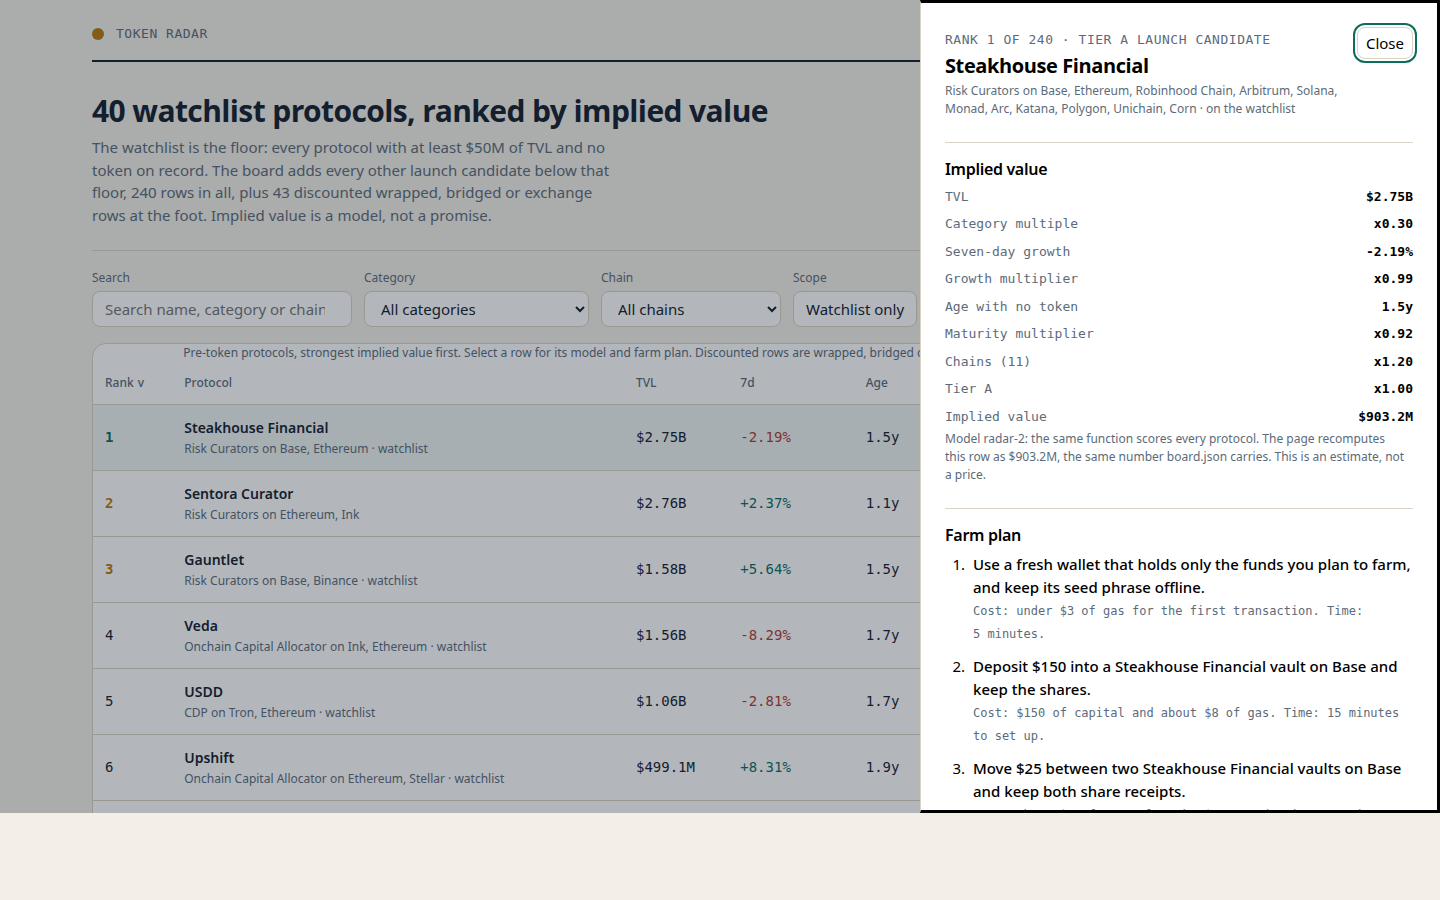 TOKEN RADAR
40 watchlist protocols, ranked by implied value
The watchlist is the floor: every protocol with at least $50M of TVL and no
token on record. The board adds every other launch candidate below that
floor, 240 rows in all, plus 43 discounted wrapped, bridged or exchange
rows at the foot. Implied value is a model, not a promise.
Search Category Chain Scope
Search name, category or chain All categories All chains Watchlist only
Pre-token protocols, strongest implied value first. Select a row for its model and farm plan. Discounted rows are wrapped, bridged
Rank v Protocol TVL 7d Age
1 Steakhouse Financial $2.75B -2.19% 1.5y
Risk Curators on Base, Ethereum · watchlist
2 Sentora Curator $2.76B +2.37% 1.1y
Risk Curators on Ethereum, Ink
3 Gauntlet $1.58B +5.64% 1.5y
Risk Curators on Base, Binance · watchlist
4 Veda $1.56B -8.29% 1.7y
Onchain Capital Allocator on Ink, Ethereum · watchlist
5 USDD $1.06B -2.81% 1.7y
CDP on Tron, Ethereum · watchlist
6 Upshift $499.1M +8.31% 1.9y
Onchain Capital Allocator on Ethereum, Stellar · watchlist
RANK 1 OF 240 · TIER A LAUNCH CANDIDATE
Close
Steakhouse Financial
Risk Curators on Base, Ethereum, Robinhood Chain, Arbitrum, Solana,
Monad, Arc, Katana, Polygon, Unichain, Corn · on the watchlist
Implied value
TVL $2.75B
Category multiple x0.30
Seven-day growth -2.19%
Growth multiplier x0.99
Age with no token 1.5y
Maturity multiplier x0.92
Chains (11) x1.20
Tier A x1.00
Implied value $903.2M
Model radar-2: the same function scores every protocol. The page recomputes
this row as $903.2M, the same number board.json carries. This is an estimate, not
a price.
Farm plan
1. Use a fresh wallet that holds only the funds you plan to farm,
and keep its seed phrase offline.
Cost: under $3 of gas for the first transaction. Time:
5 minutes.
2. Deposit $150 into a Steakhouse Financial vault on Base and
keep the shares.
Cost: $150 of capital and about $8 of gas. Time: 15 minutes
to set up.
3. Move $25 between two Steakhouse Financial vaults on Base
and keep both share receipts.